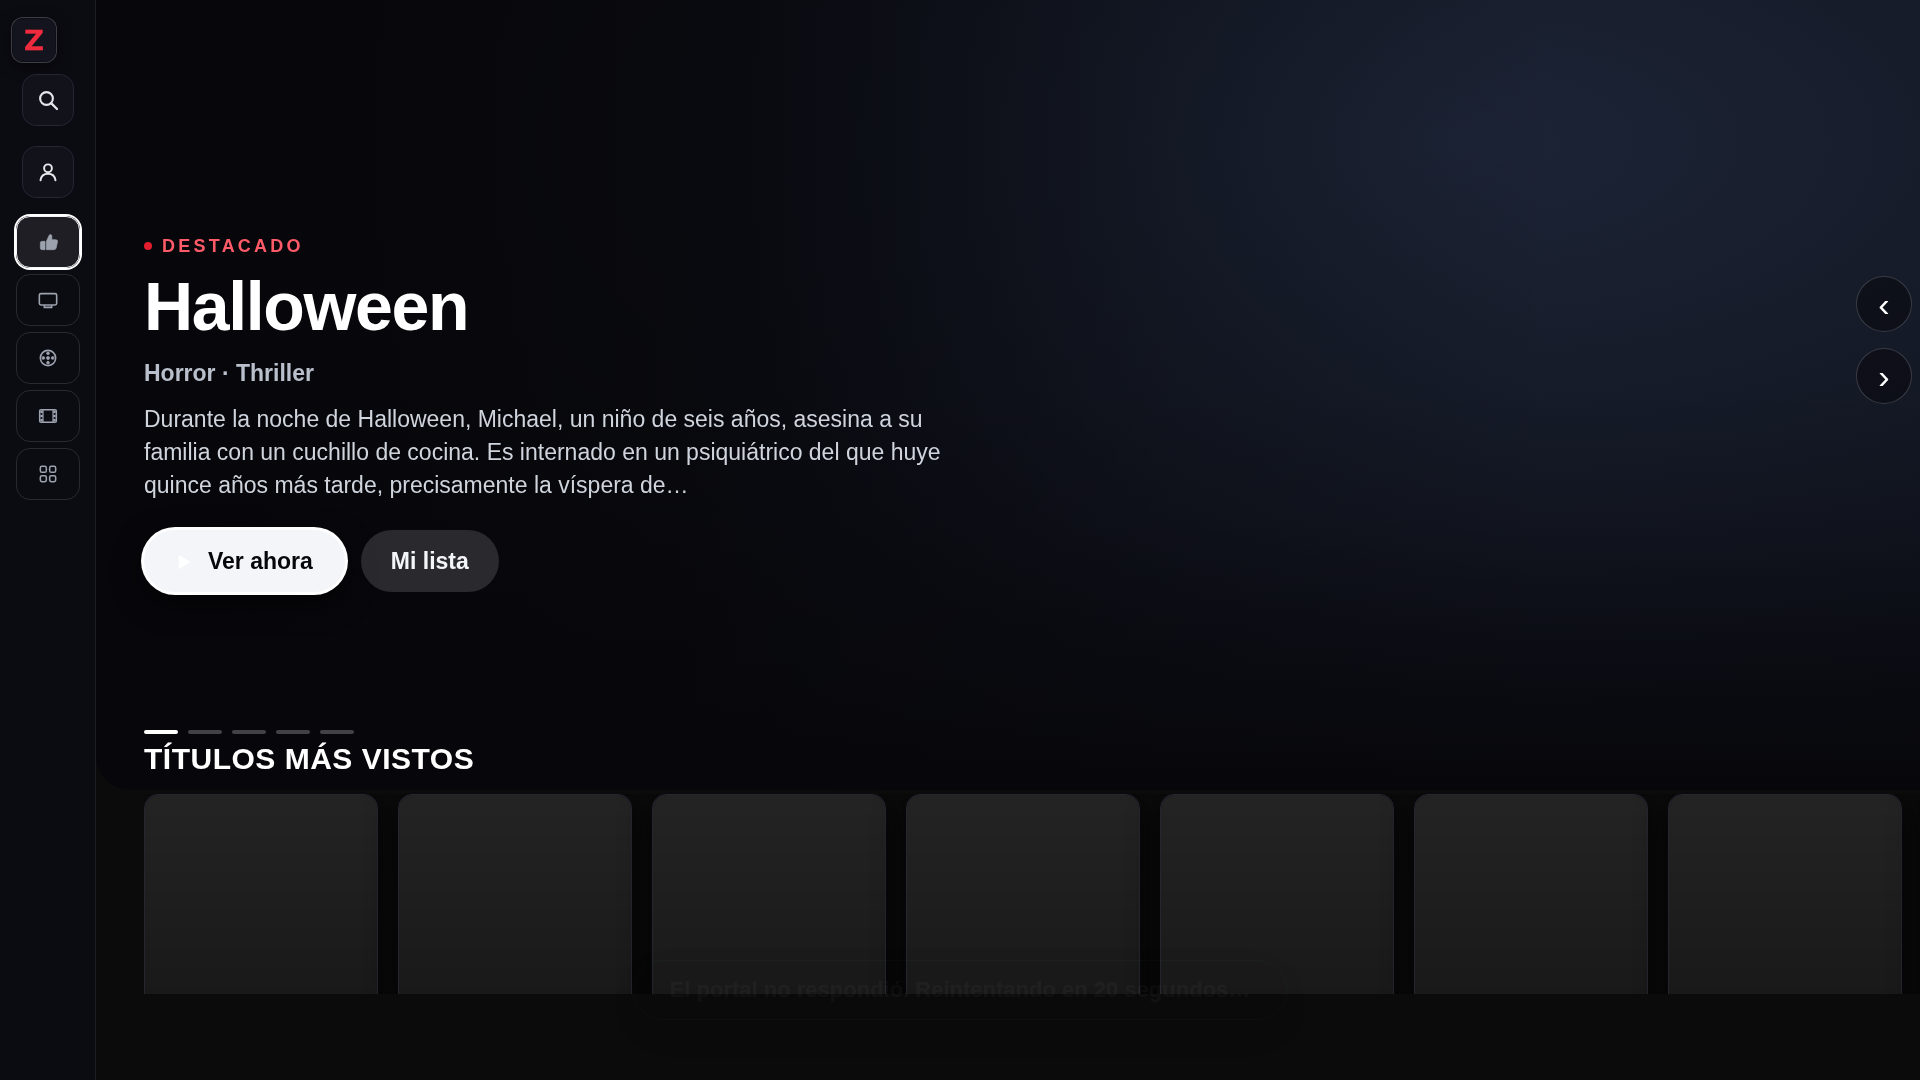 Z
DESTACADO
Halloween
Horror · Thriller
Durante la noche de Halloween, Michael, un niño de seis años, asesina a su
familia con un cuchillo de cocina. Es internado en un psiquiátrico del que huye
quince años más tarde, precisamente la víspera de…
Ver ahora
Mi lista
TÍTULOS MÁS VISTOS
El portal no respondió. Reintentando en 20 segundos...